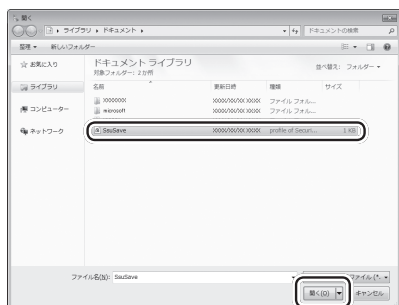 開く
ライブラリ ▸ ドキュメント ▸
ドキュメントの検索
整理 ▾ 新しいフォルダー
お気に入り
ドキュメント ライブラリ
対象フォルダー: 2か所
並べ替え: フォルダー ▾
ライブラリ
名前 更新日時 種類 サイズ
コンピューター
XXXXXXX XXXX/XX/XX XX:XX ファイル フォル...
microsoft XXXX/XX/XX XX:XX ファイル フォル...
ネットワーク
SsuSave XXXX/XX/XX XX:XX profile of Securi... 1 KB
ファイル名(N): SsuSave
開く(O)
キャンセル